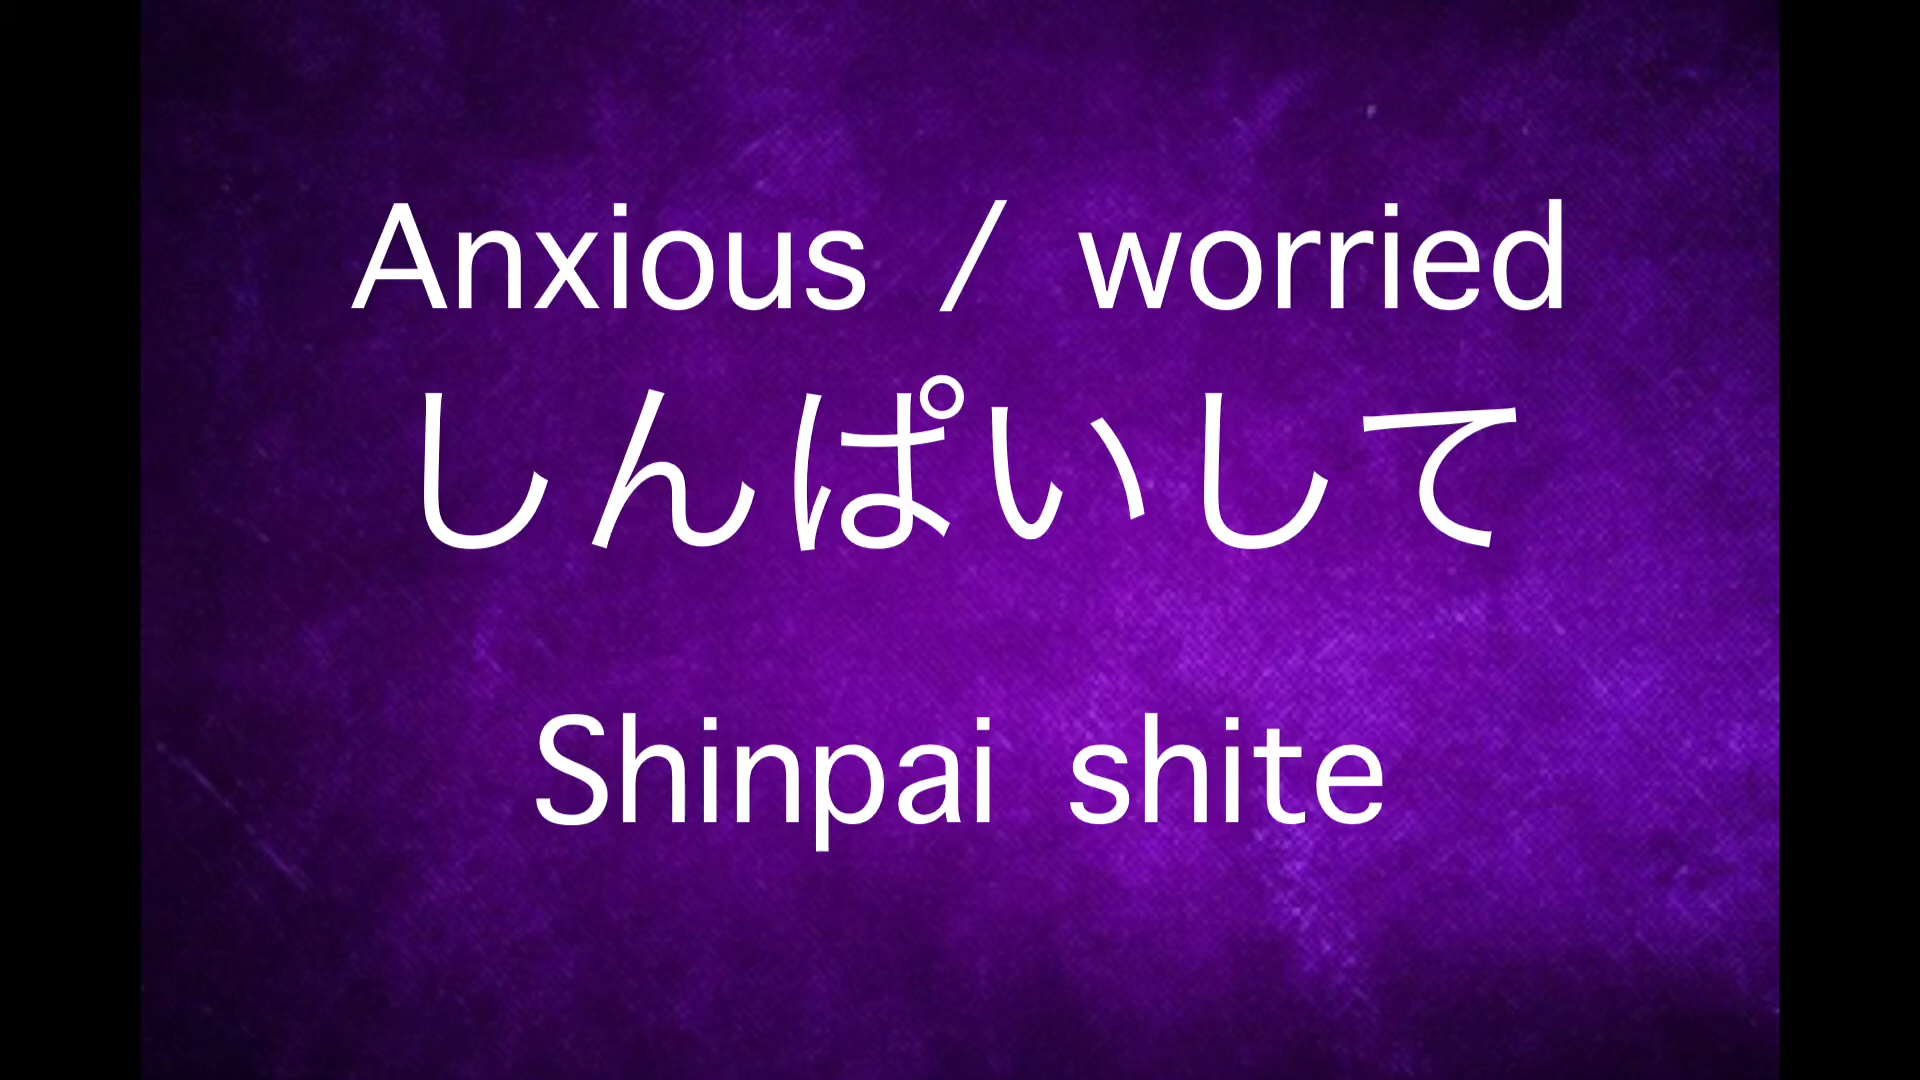 Anxious / worried
しんぱいして
Shinpai shite